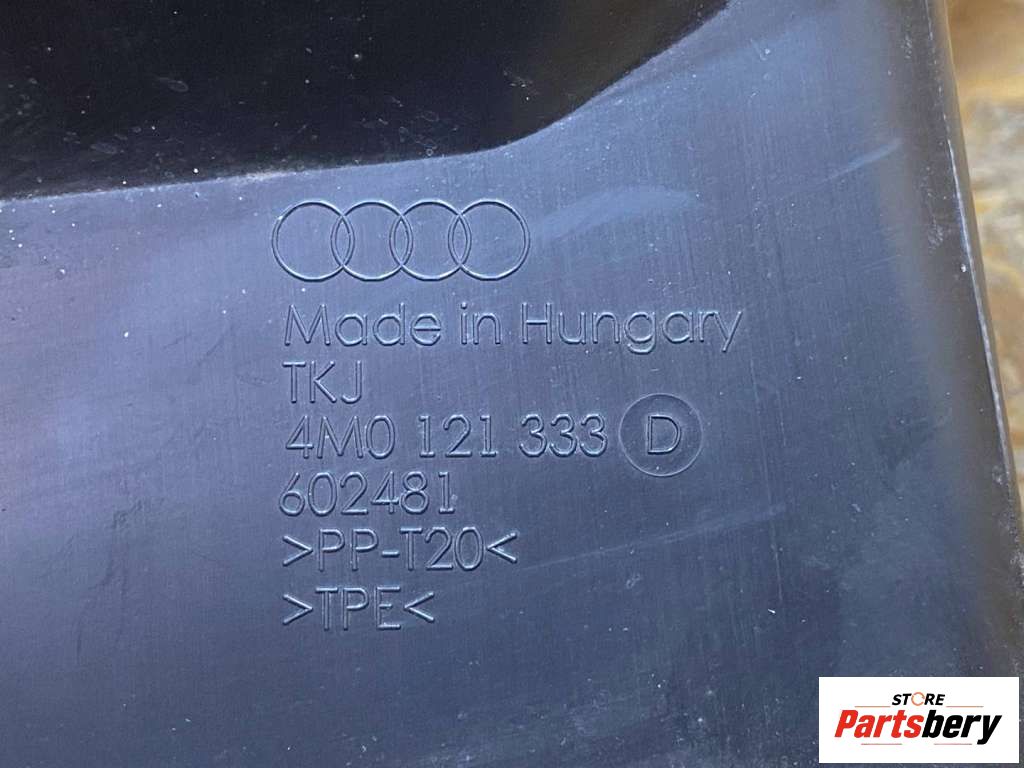 Made in Hungary
TKJ
4M0 121 333 D
602481
>PP-T20<
>TPE<
STORE
Partsbery